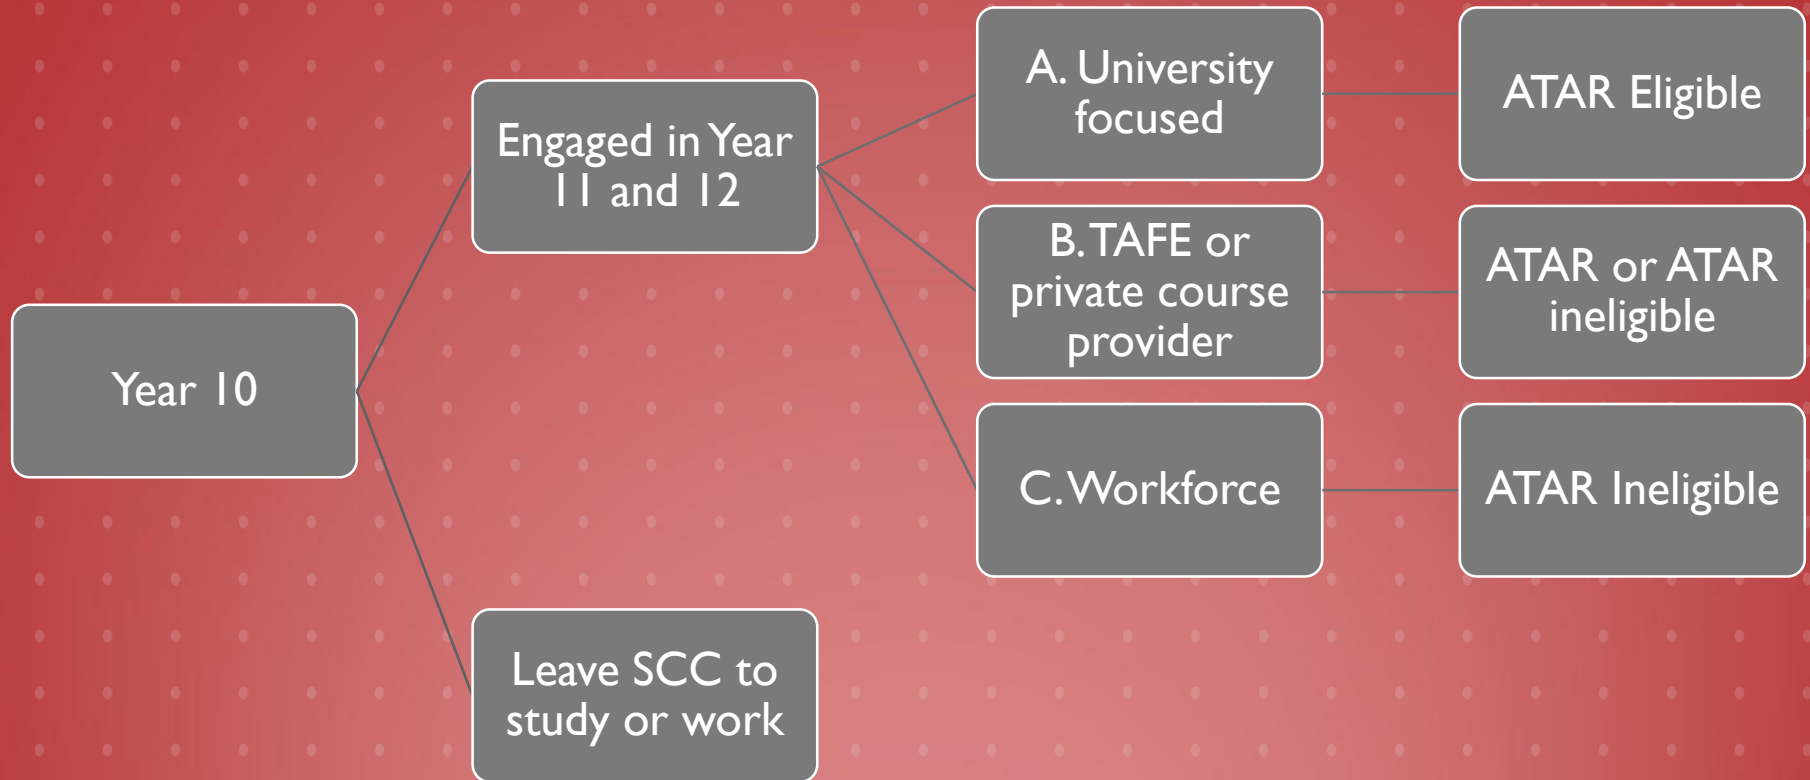 Year 10
Engaged in Year
11 and 12
Leave SCC to
study or work
A. University
focused
B. TAFE or
private course
provider
C. Workforce
ATAR Eligible
ATAR or ATAR
ineligible
ATAR Ineligible